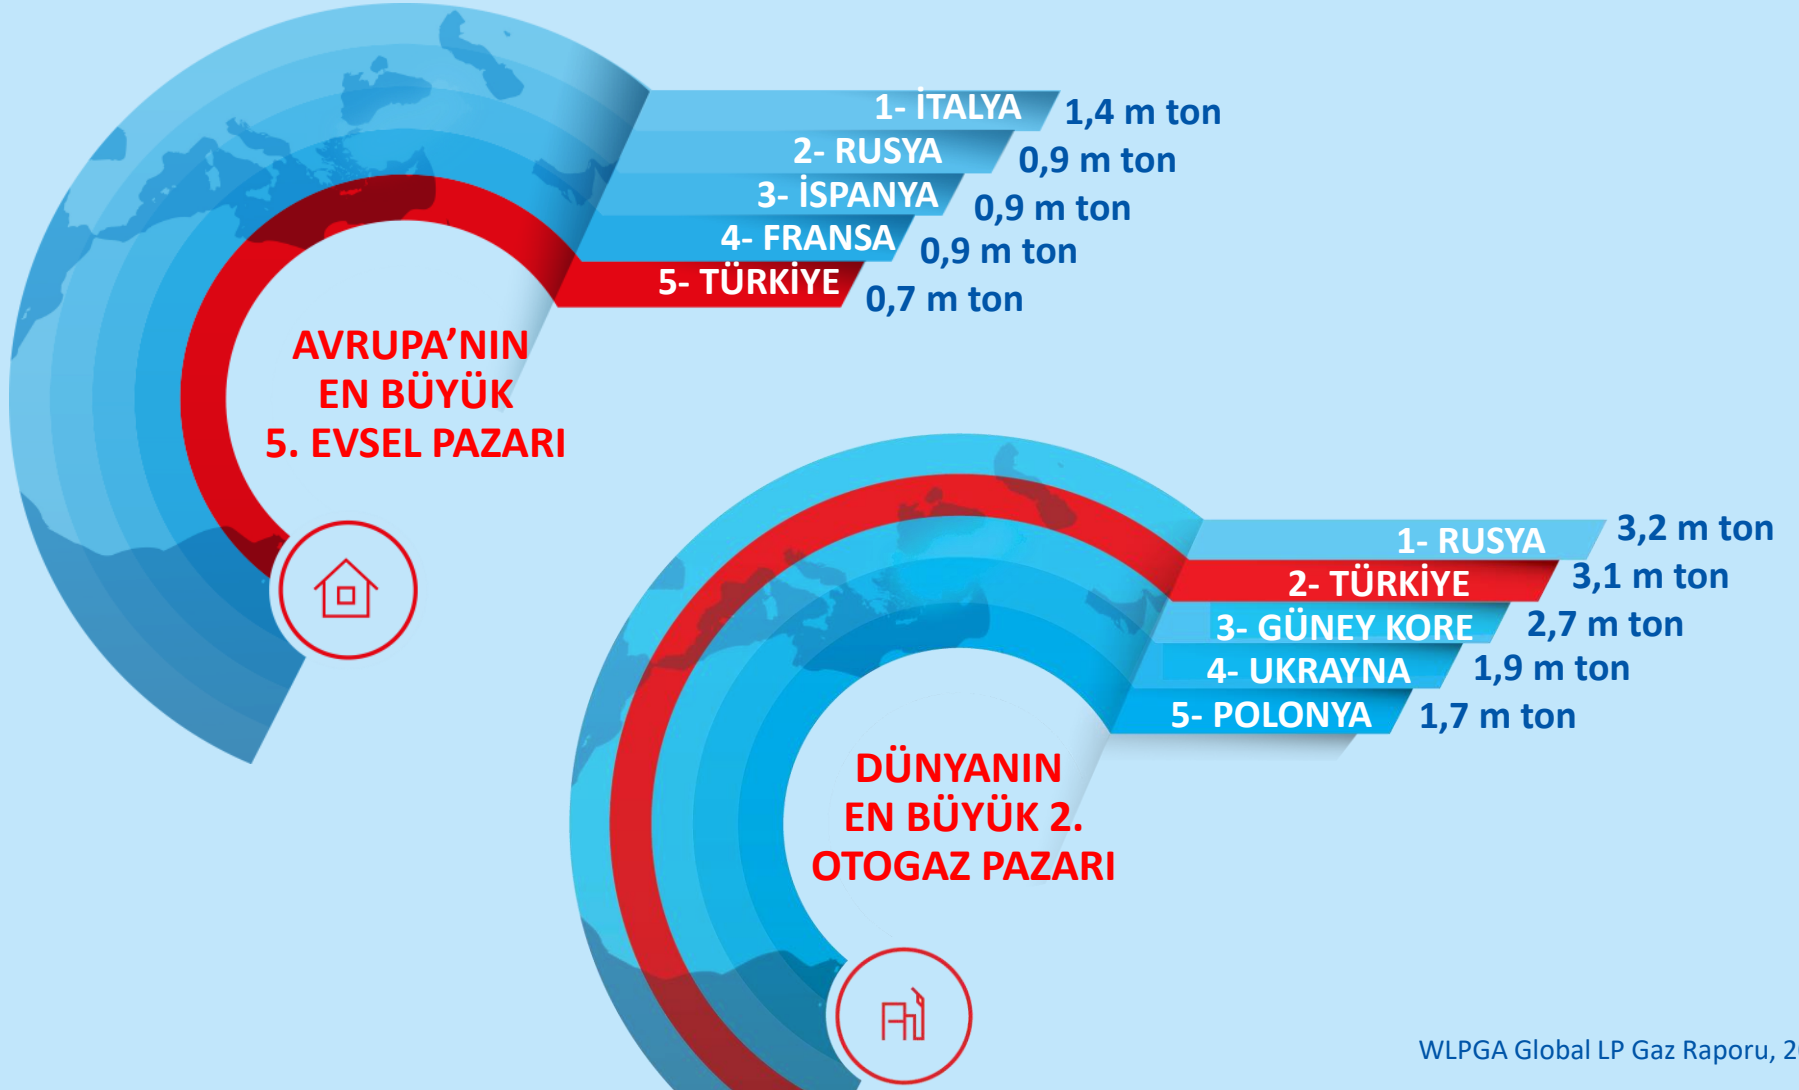 1- İTALYA 1,4 m ton
2- RUSYA 0,9 m ton
3- İSPANYA 0,9 m ton
4- FRANSA 0,9 m ton
5- TÜRKİYE 0,7 m ton
AVRUPA’NIN
EN BÜYÜK
5. EVSEL PAZARI
1- RUSYA 3,2 m ton
2- TÜRKİYE 3,1 m ton
3- GÜNEY KORE 2,7 m ton
4- UKRAYNA 1,9 m ton
5- POLONYA 1,7 m ton
DÜNYANIN
EN BÜYÜK 2.
OTOGAZ PAZARI
WLPGA Global LP Gaz Raporu,